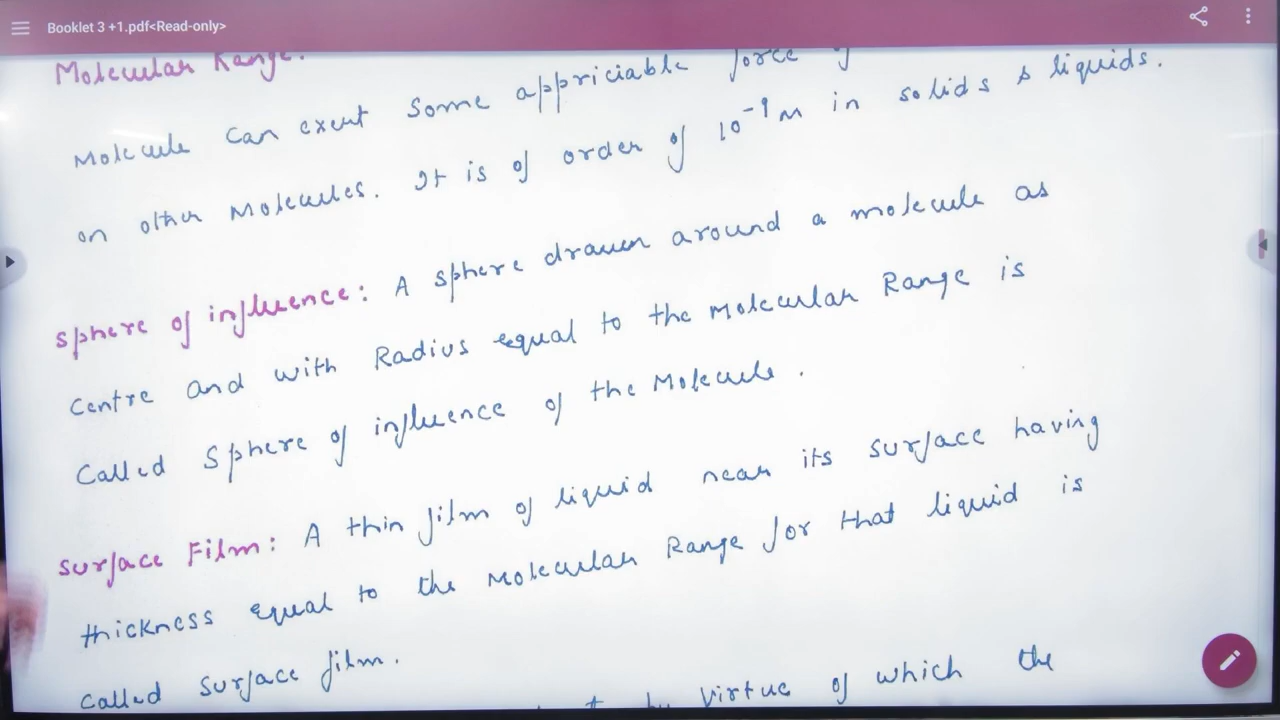 Booklet 3 +1.pdf<Read-only>
Molecular Range:
Molecule can exert some appriciable force of
on other Molecules. It is of order of 10⁻⁹ M in solids & liquids.
Sphere of influence: A sphere drawn around a molecule as
Centre and with Radius equal to the Molecular Range is
Called Sphere of influence of the Molecule.
Surface Film: A thin film of liquid near its surface having
thickness equal to the Molecular Range for that liquid is
Called surface film.
by virtue of which the